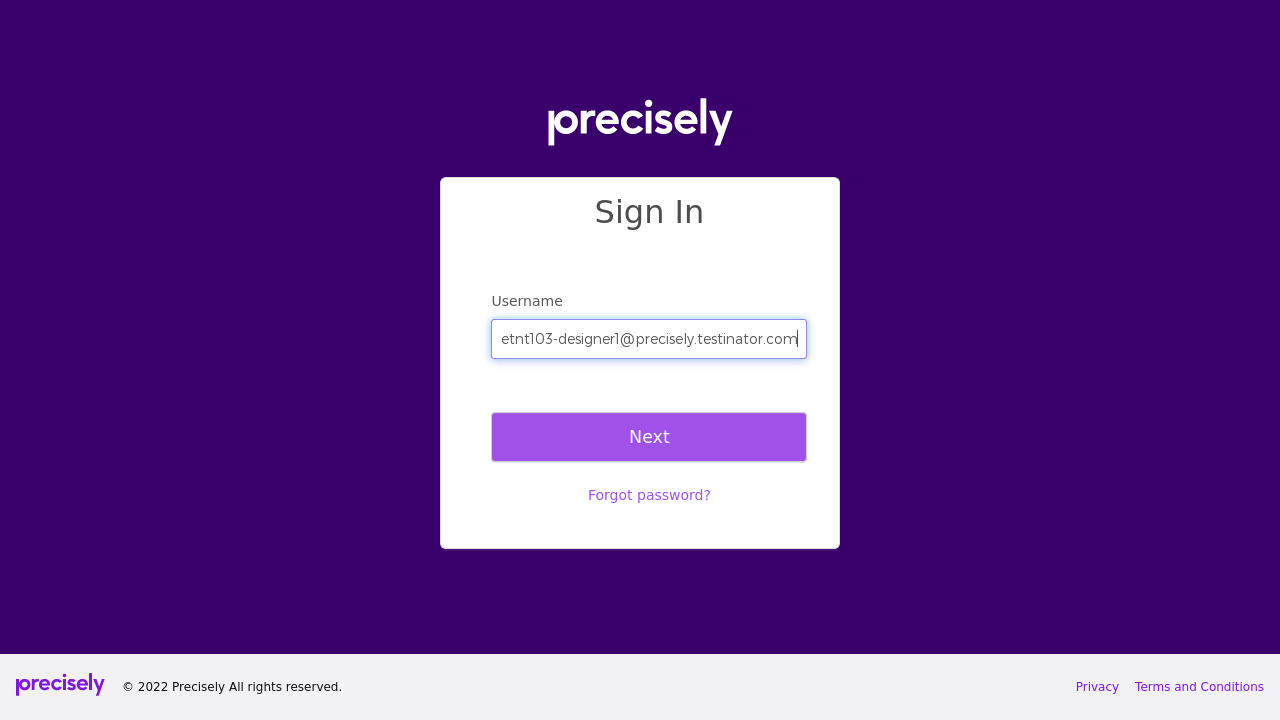 precisely
Sign In
Username
etnt103-designer1@precisely.testinator.com
Next
Forgot password?
precisely © 2022 Precisely All rights reserved. Privacy Terms and Conditions